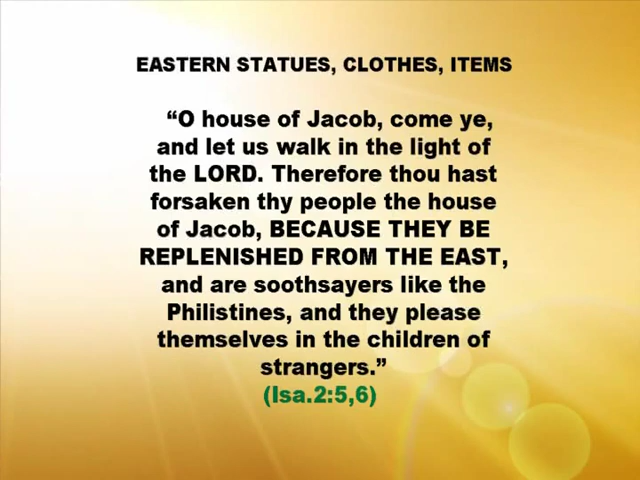 EASTERN STATUES, CLOTHES, ITEMS
“O house of Jacob, come ye,
and let us walk in the light of
the LORD. Therefore thou hast
forsaken thy people the house
of Jacob, BECAUSE THEY BE
REPLENISHED FROM THE EAST,
and are soothsayers like the
Philistines, and they please
themselves in the children of
strangers.”
(Isa.2:5,6)